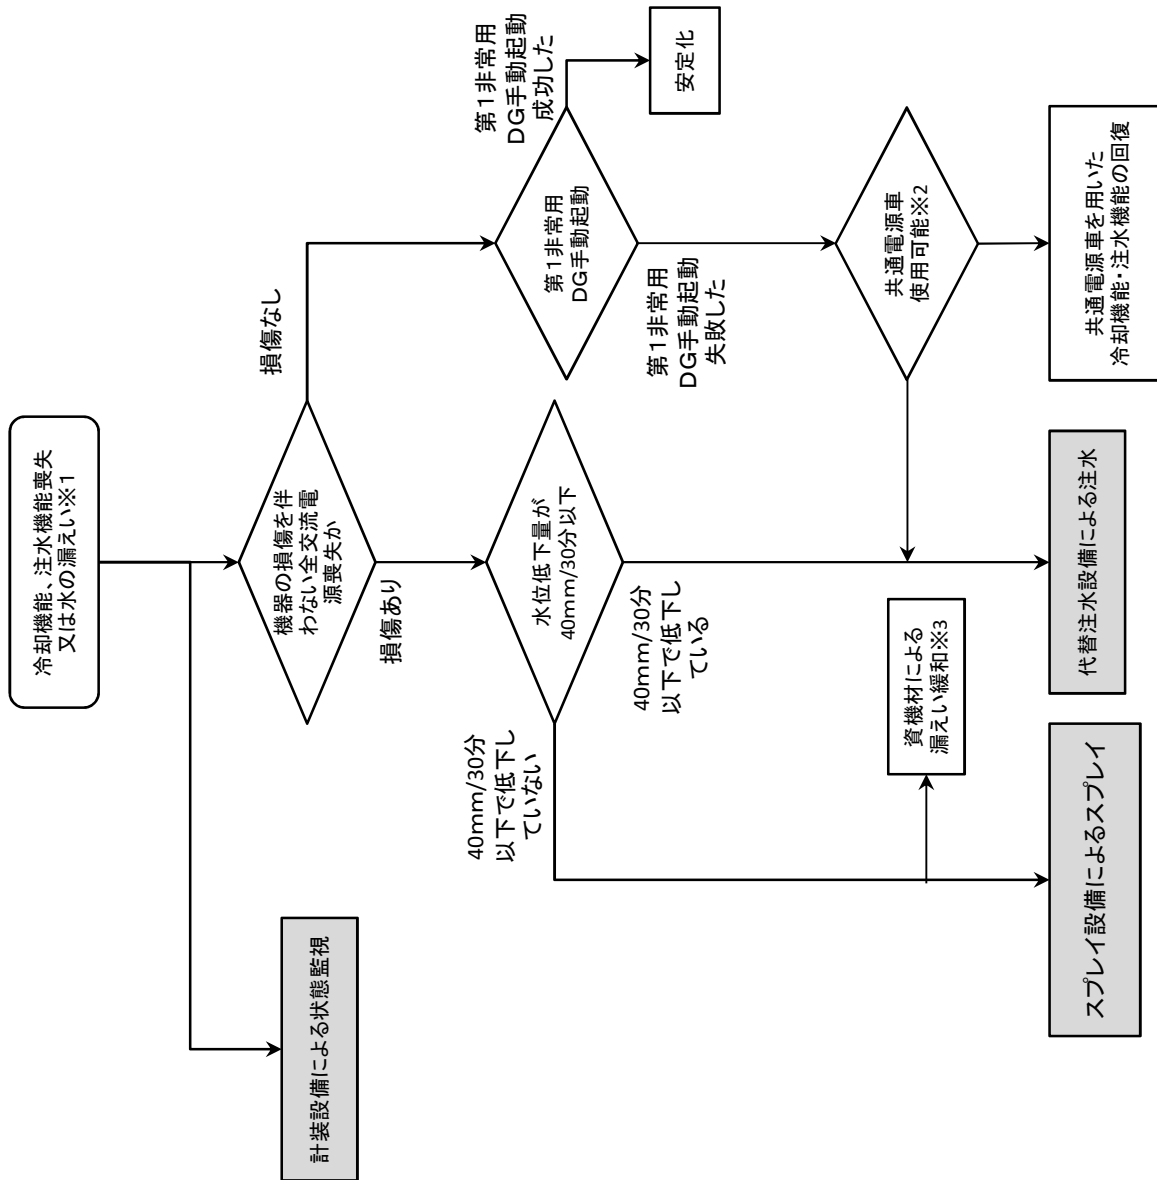 冷却機能、注水機能喪失
又は水の漏えい※1
計装設備による状態監視
機器の損傷を伴
わない全交流電
源喪失か
損傷なし
損傷あり
第1非常用
DG手動起動
第1非常用
DG手動起動
成功した
安定化
第1非常用
DG手動起動
失敗した
水位低下量が
40mm/30分以下
40mm/30分
以下で低下し
ていない
40mm/30分
以下で低下し
ている
共通電源車
使用可能※2
資機材による
漏えい緩和※3
スプレイ設備によるスプレイ
代替注水設備による注水
共通電源車を用いた
冷却機能・注水機能の回復